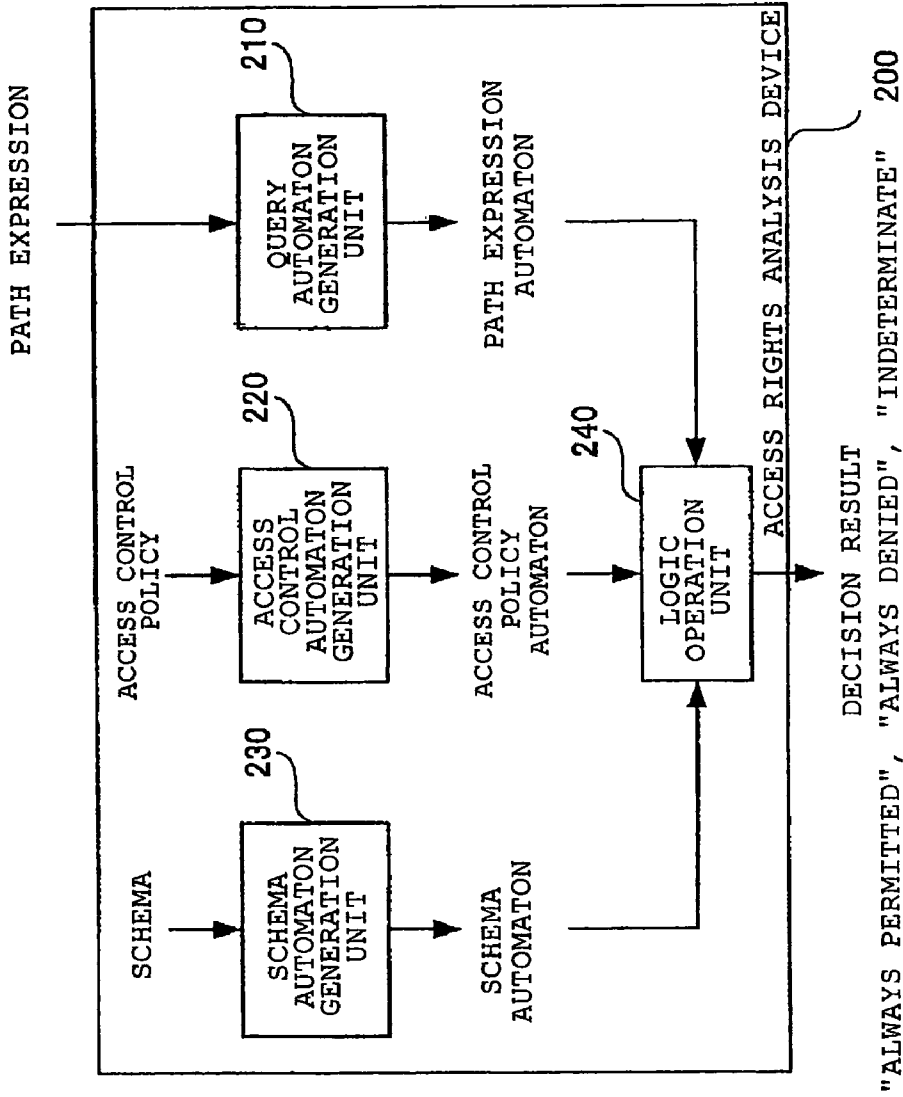 PATH EXPRESSION
SCHEMA
ACCESS CONTROL
POLICY
230
220
210
SCHEMA
AUTOMATON
GENERATION
UNIT
ACCESS
CONTROL
AUTOMATON
GENERATION
UNIT
QUERY
AUTOMATON
GENERATION
UNIT
SCHEMA
AUTOMATON
ACCESS CONTROL
POLICY
AUTOMATON
PATH EXPRESSION
AUTOMATON
240
LOGIC
OPERATION
UNIT
ACCESS RIGHTS ANALYSIS DEVICE
200
DECISION RESULT
"ALWAYS PERMITTED", "ALWAYS DENIED", "INDETERMINATE"